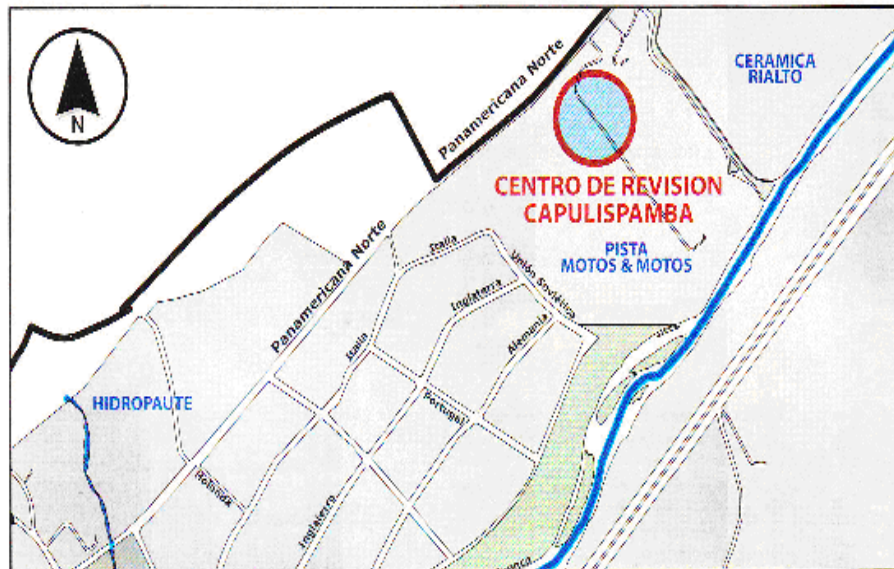 N
Panamericana Norte
CERAMICA
RIALTO
CENTRO DE REVISION
CAPULISPAMBA
PISTA
MOTOS & MOTOS
Panamericana Norte
Italia
Unión Soviética
Inglaterra
Alemania
Italia
Portugal
HIDROPAUTE
Holanda
Inglaterra